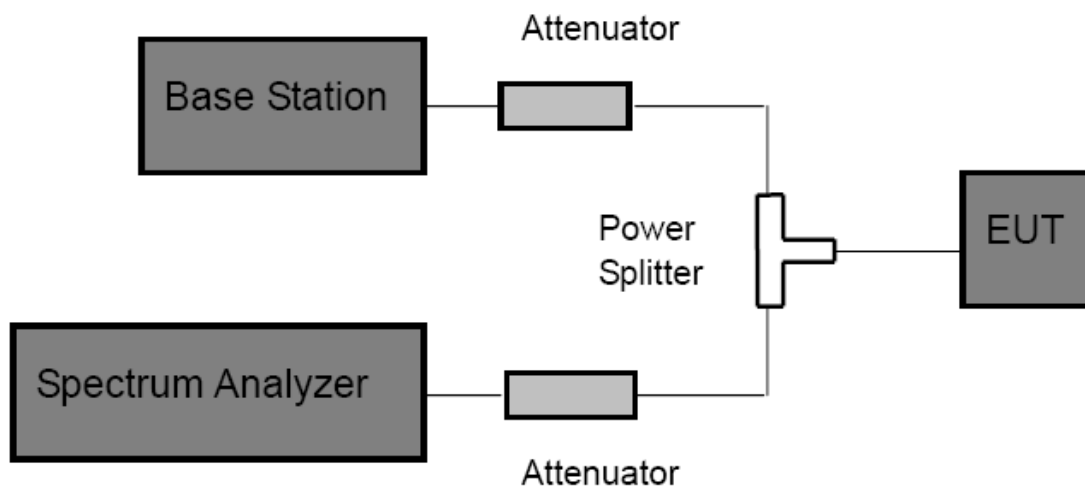 Attenuator
Base Station
Power
Splitter
EUT
Spectrum Analyzer
Attenuator